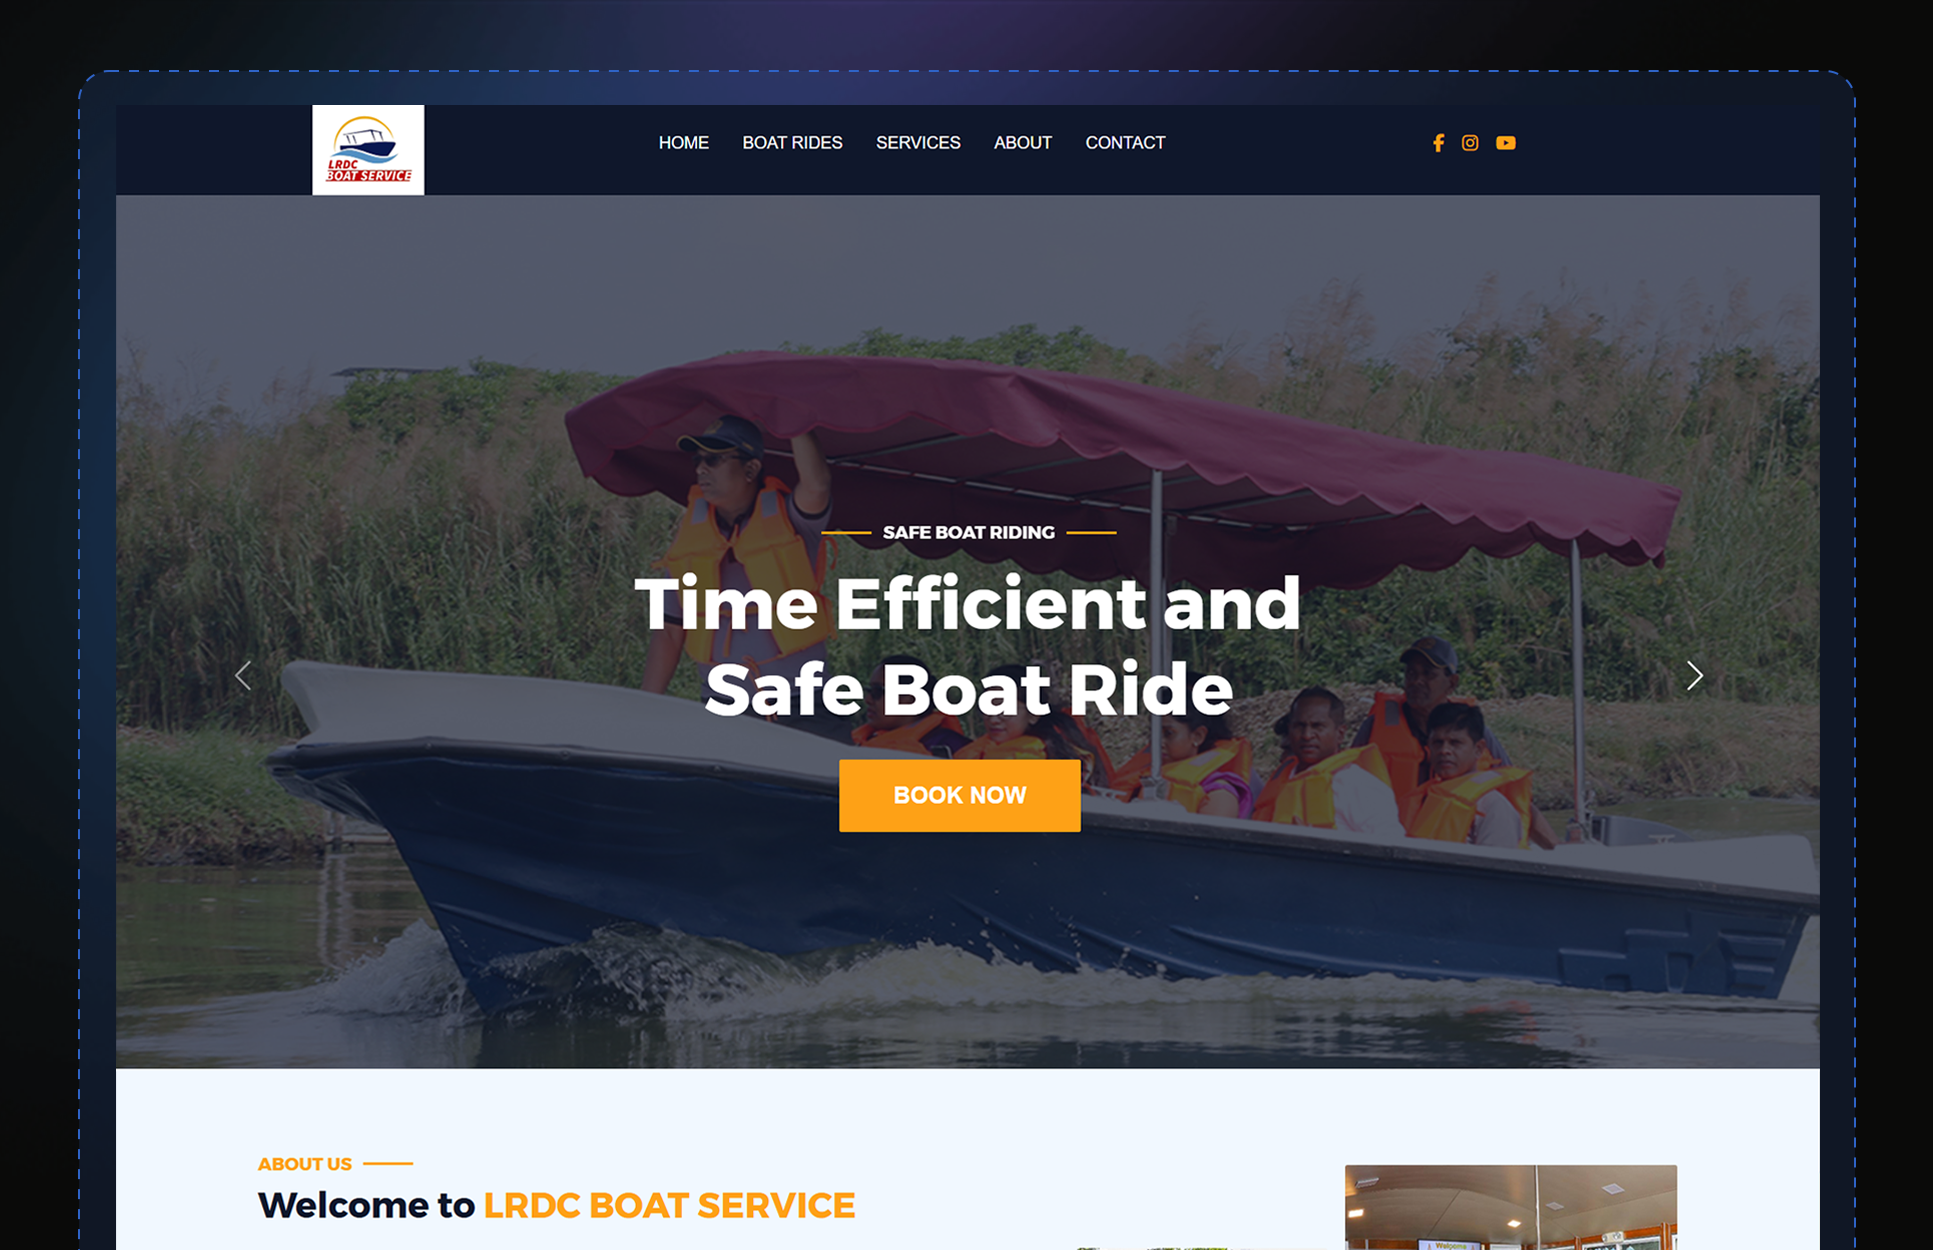 LRDC
BOAT SERVICE
HOME BOAT RIDES SERVICES ABOUT CONTACT
SAFE BOAT RIDING
Time Efficient and
Safe Boat Ride
BOOK NOW
ABOUT US
Welcome to LRDC BOAT SERVICE
Welcome